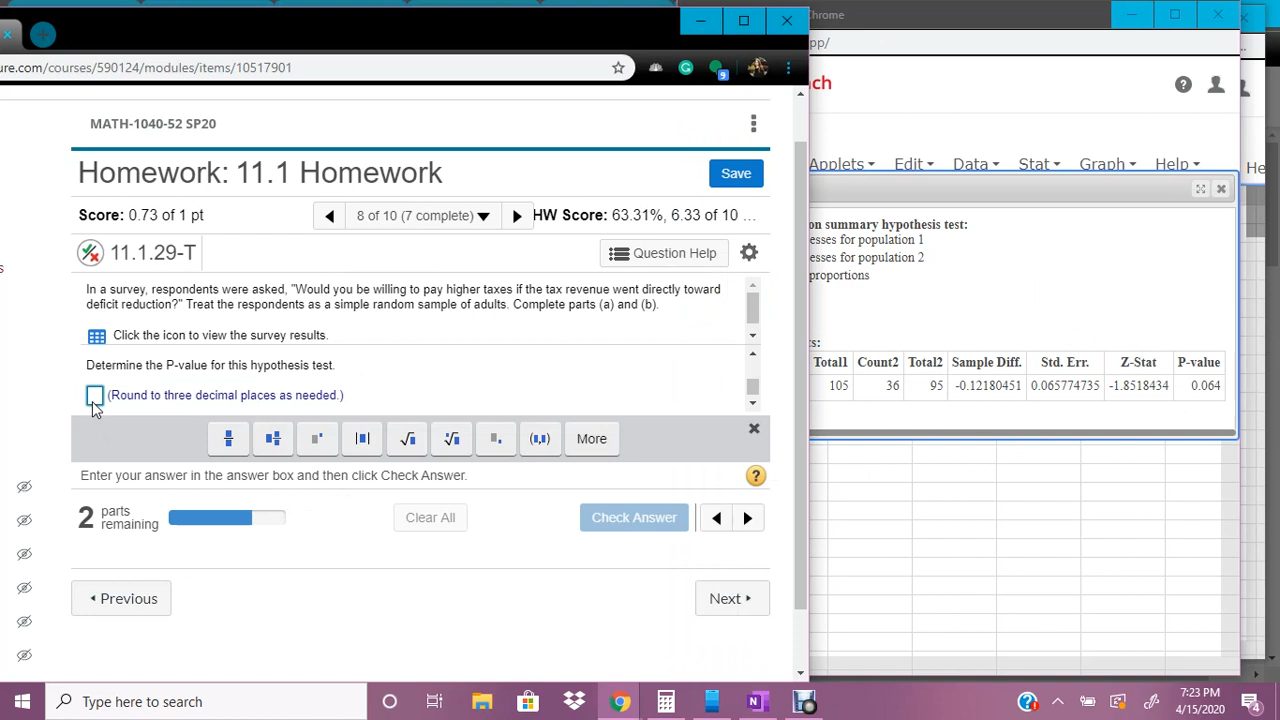 Chrome
ure.com/courses/590124/modules/items/10517901
9
pp/
MATH-1040-52 SP20
ch
Homework: 11.1 Homework
Save
Applets Edit Data Stat Graph Help
He
Score: 0.73 of 1 pt
8 of 10 (7 complete)
HW Score: 63.31%, 6.33 of 10 ...
11.1.29-T
Question Help
on summary hypothesis test:
esses for population 1
esses for population 2
proportions
In a survey, respondents were asked, "Would you be willing to pay higher taxes if the tax revenue went directly toward
deficit reduction?" Treat the respondents as a simple random sample of adults. Complete parts (a) and (b).
Click the icon to view the survey results.
Determine the P-value for this hypothesis test.
(Round to three decimal places as needed.)
s:
Total1 Count2 Total2 Sample Diff. Std. Err. Z-Stat P-value
105 36 95 -0.12180451 0.065774735 -1.8518434 0.064
More
Enter your answer in the answer box and then click Check Answer.
2 parts
remaining
Clear All
Check Answer
Previous
Next
Type here to search
7:23 PM
4/15/2020
4